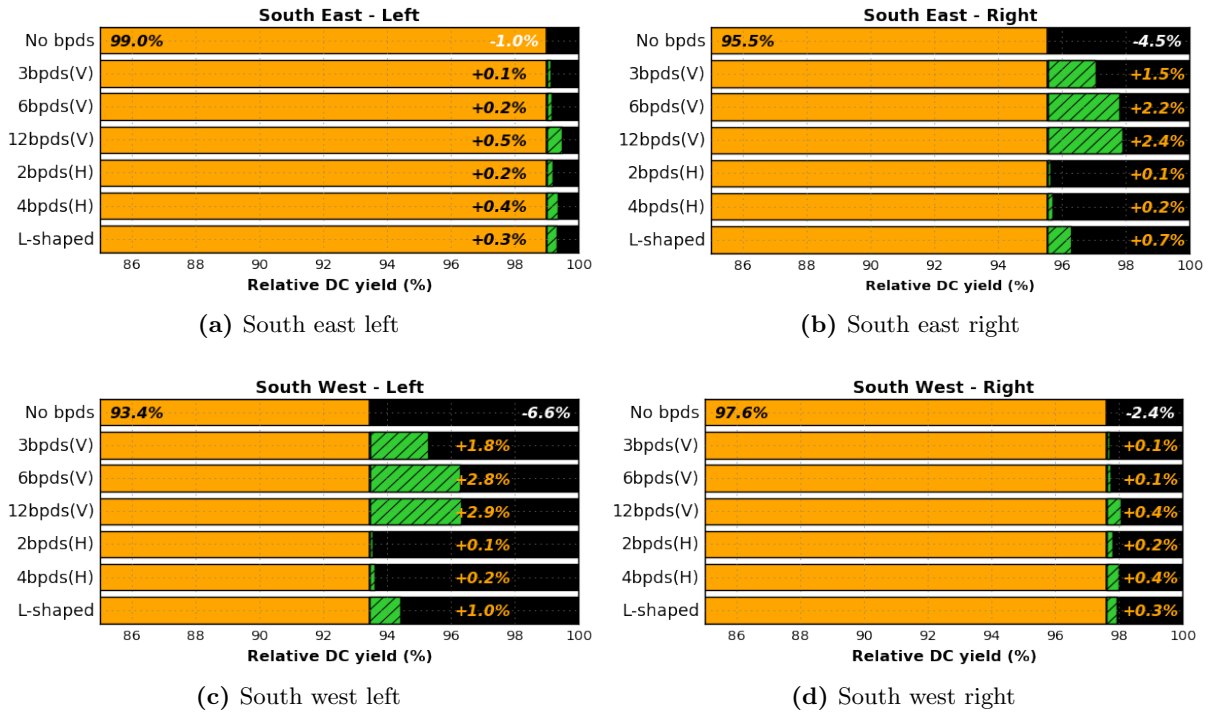 South East - Left
No bpds 99.0% -1.0%
3bpds(V) +0.1%
6bpds(V) +0.2%
12bpds(V) +0.5%
2bpds(H) +0.2%
4bpds(H) +0.4%
L-shaped +0.3%
86 88 90 92 94 96 98 100
Relative DC yield (%)
(a) South east left
South East - Right
No bpds 95.5% -4.5%
3bpds(V) +1.5%
6bpds(V) +2.2%
12bpds(V) +2.4%
2bpds(H) +0.1%
4bpds(H) +0.2%
L-shaped +0.7%
86 88 90 92 94 96 98 100
Relative DC yield (%)
(b) South east right
South West - Left
No bpds 93.4% -6.6%
3bpds(V) +1.8%
6bpds(V) +2.8%
12bpds(V) +2.9%
2bpds(H) +0.1%
4bpds(H) +0.2%
L-shaped +1.0%
86 88 90 92 94 96 98 100
Relative DC yield (%)
(c) South west left
South West - Right
No bpds 97.6% -2.4%
3bpds(V) +0.1%
6bpds(V) +0.1%
12bpds(V) +0.4%
2bpds(H) +0.2%
4bpds(H) +0.4%
L-shaped +0.3%
86 88 90 92 94 96 98 100
Relative DC yield (%)
(d) South west right